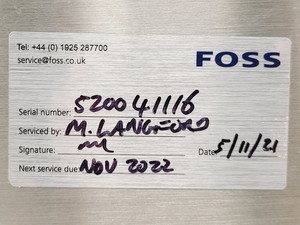 Tel: +44 (0) 1925 287700
service@foss.co.uk
FOSS
Serial number: 520041116
Serviced by: M. LANGFORD
Signature:
Date: 5/11/21
Next service due: NOV 2022